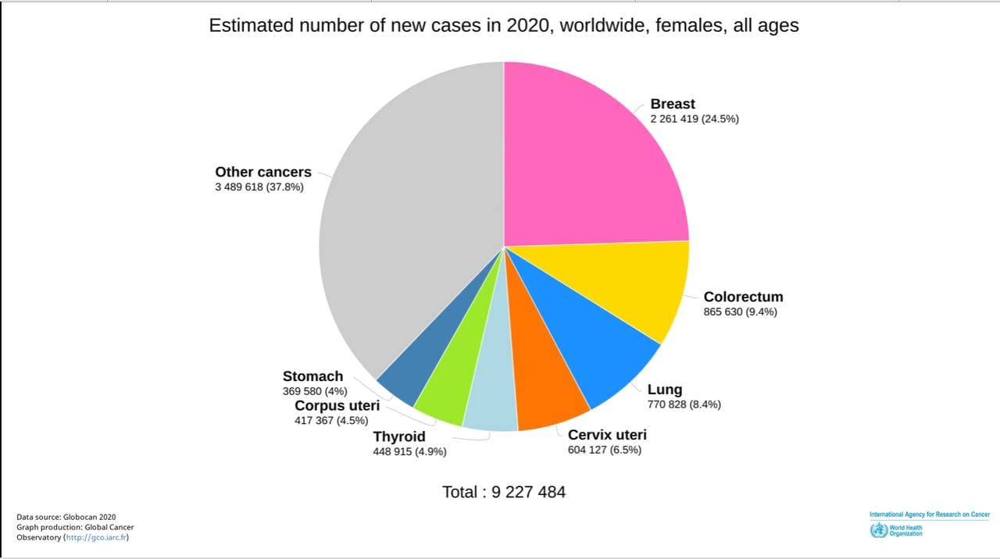 Estimated number of new cases in 2020, worldwide, females, all ages
Breast
2 261 419 (24.5%)
Other cancers
3 489 618 (37.8%)
Colorectum
865 630 (9.4%)
Stomach
369 580 (4%)
Lung
770 828 (8.4%)
Corpus uteri
417 367 (4.5%)
Thyroid
448 915 (4.9%)
Cervix uteri
604 127 (6.5%)
Total : 9 227 484
Data source: Globocan 2020
Graph production: Global Cancer
Observatory (http://gco.iarc.fr)
International Agency for Research on Cancer
World Health
Organization